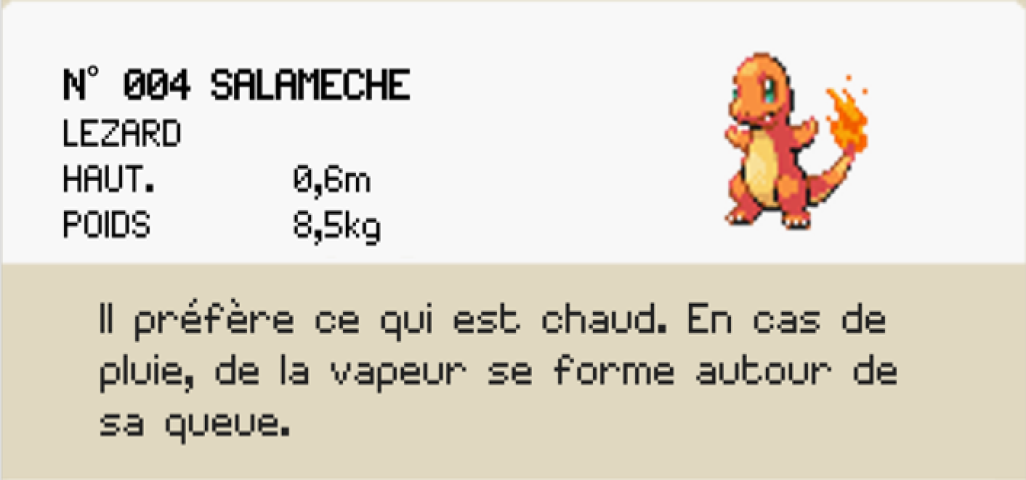 N° 004 SALAMECHE
LEZARD
HAUT. 0,6m
POIDS 8,5kg
Il préfère ce qui est chaud. En cas de
pluie, de la vapeur se forme autour de
sa queue.